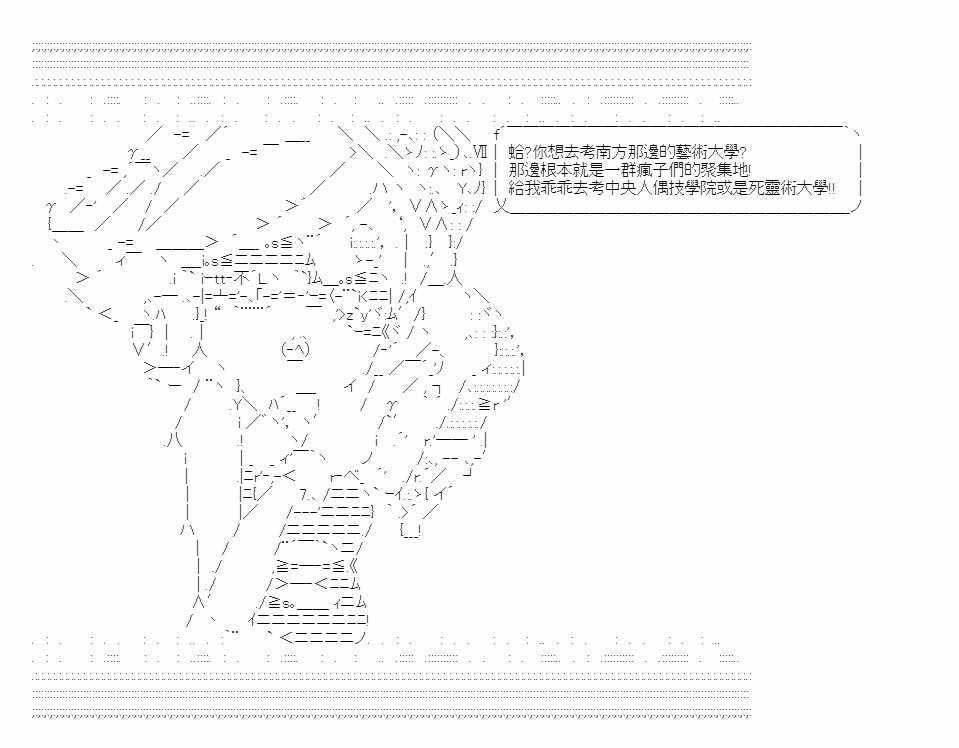 蛤?你想去考南方那邊的藝術大學?
那邊根本就是一群瘋子們的聚集地!
給我乖乖去考中央人偶技學院或是死靈術大學!!